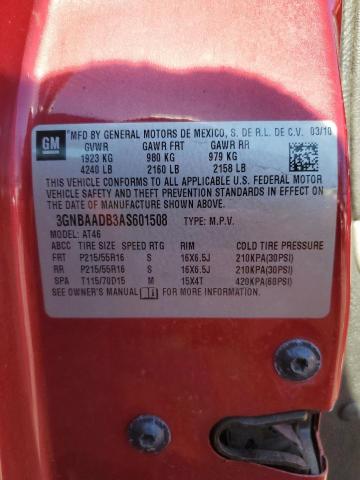 GM
MFD BY GENERAL MOTORS DE MEXICO, S. DE R.L. DE C.V. 03/10
GVWR GAWR FRT GAWR RR
1923 KG 980 KG 979 KG
4240 LB 2160 LB 2158 LB
THIS VEHICLE CONFORMS TO ALL APPLICABLE U.S. FEDERAL MOTOR
VEHICLE SAFETY AND THEFT PREVENTION STANDARDS IN EFFECT
ON THE DATE OF MANUFACTURE SHOWN ABOVE.
3GNBAADB3AS601508 TYPE: M.P.V.
MODEL: AT46
ABCC TIRE SIZE SPEED RTG RIM COLD TIRE PRESSURE
FRT P215/55R16 S 16X6.5J 210KPA(30PSI)
RR P215/55R16 S 16X6.5J 210KPA(30PSI)
SPA T115/70D15 M 15X4T 420KPA(60PSI)
SEE OWNER'S MANUAL FOR MORE INFORMATION.